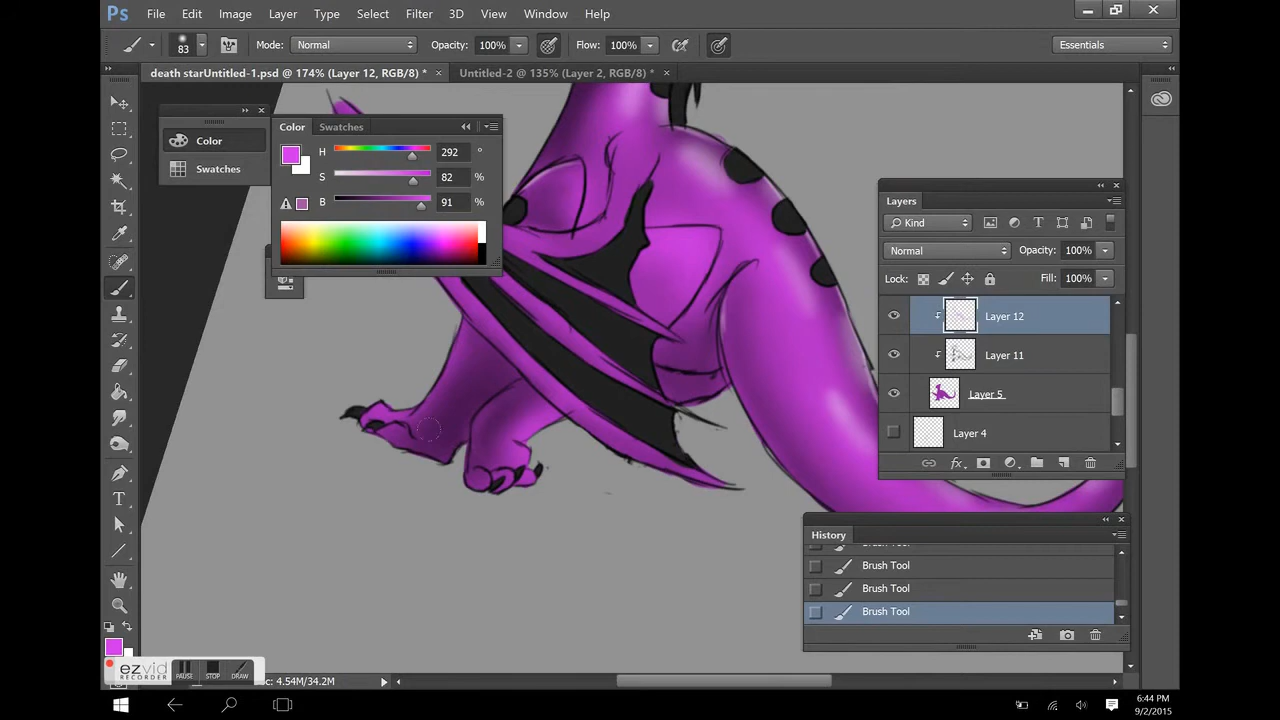 Ps File Edit Image Layer Type Select Filter 3D View Window Help
83 Mode: Normal Opacity: 100% Flow: 100% Essentials
death starUntitled-1.psd @ 174% (Layer 12, RGB/8) * × Untitled-2 @ 135% (Layer 2, RGB/8) * ×
Color
Swatches
Color Swatches
H 292 °
S 82 %
B 91 %
Layers
Kind
Normal Opacity: 100%
Lock: Fill: 100%
Layer 12
Layer 11
Layer 5
Layer 4
fx
History
Brush Tool
Brush Tool
Brush Tool
ezvid
RECORDER
PAUSE STOP DRAW
oc: 4.54M/34.2M
6:44 PM
9/2/2015